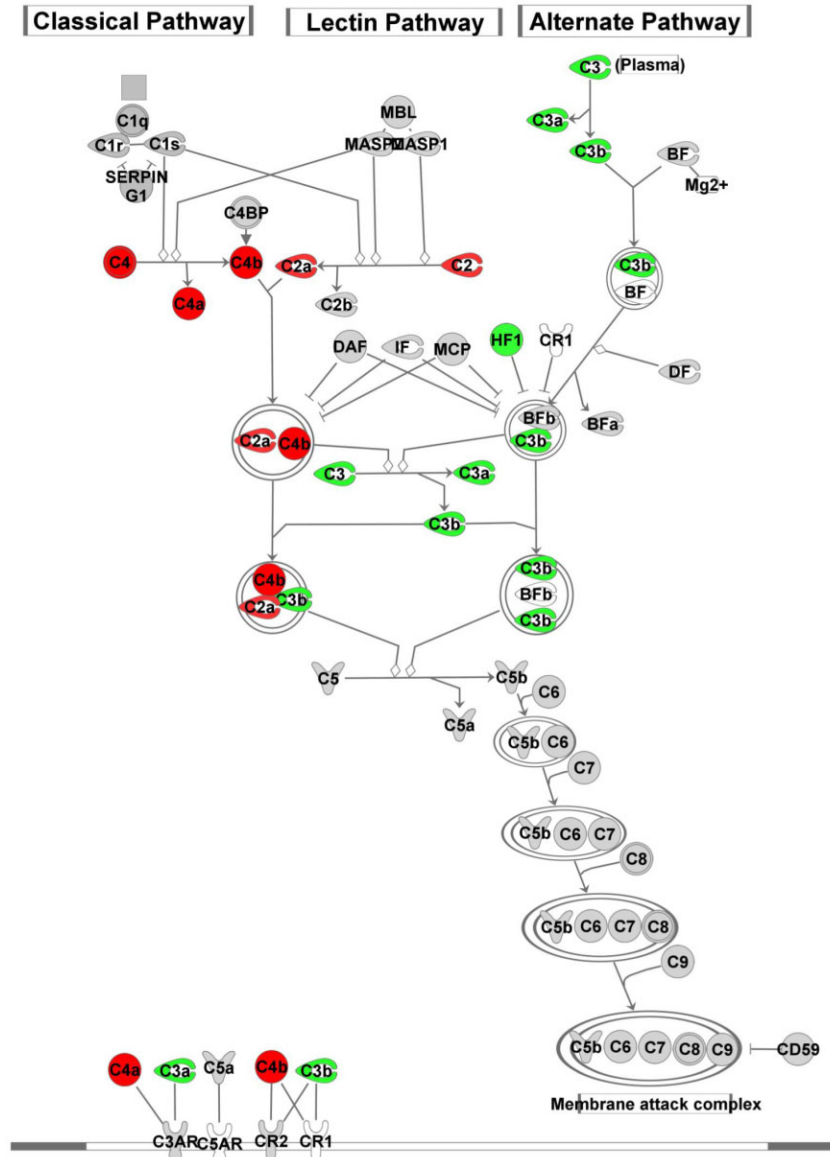 Classical Pathway
Lectin Pathway
Alternate Pathway
C3
(Plasma)
C3a
C3b
BF
Mg2+
C1q
C1r
C1s
SERPIN
G1
MBL
MASP1
C4BP
C4
C4b
C4a
C2a
C2
C2b
C3b
BF
DAF
IF
MCP
HF1
CR1
DF
BFb
C3b
BFa
C2a
C4b
C3
C3a
C3b
C4b
C2a
C3b
C3b
BFb
C3b
C5
C5b
C5a
C6
C5b
C6
C7
C5b
C6
C7
C8
C5b
C6
C7
C8
C9
C5b
C6
C7
C8
C9
CD59
Membrane attack complex
C4a
C3a
C5a
C4b
C3b
C3AR
C5AR
CR2
CR1